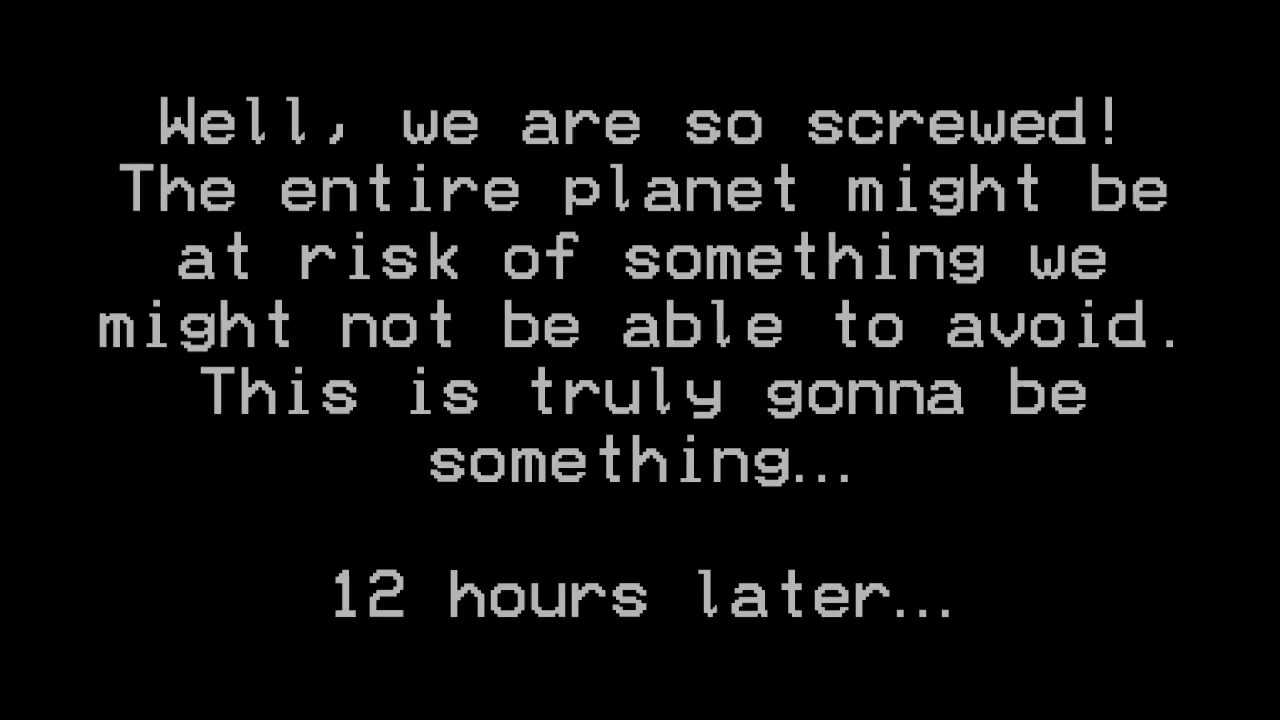 Well, we are so screwed!
The entire planet might be
at risk of something we
might not be able to avoid.
This is truly gonna be
something...
12 hours later...